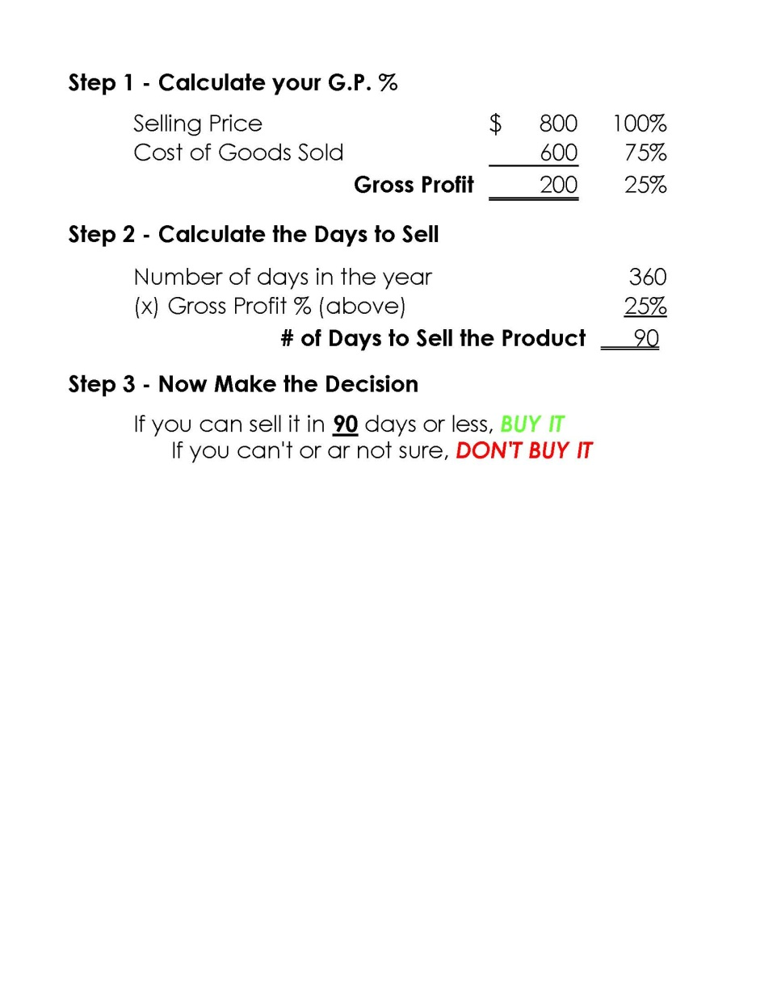 Step 1 - Calculate your G.P. %
Selling Price $ 800 100%
Cost of Goods Sold 600 75%
Gross Profit 200 25%
Step 2 - Calculate the Days to Sell
Number of days in the year 360
(x) Gross Profit % (above) 25%
# of Days to Sell the Product 90
Step 3 - Now Make the Decision
If you can sell it in 90 days or less, BUY IT
If you can't or ar not sure, DON'T BUY IT